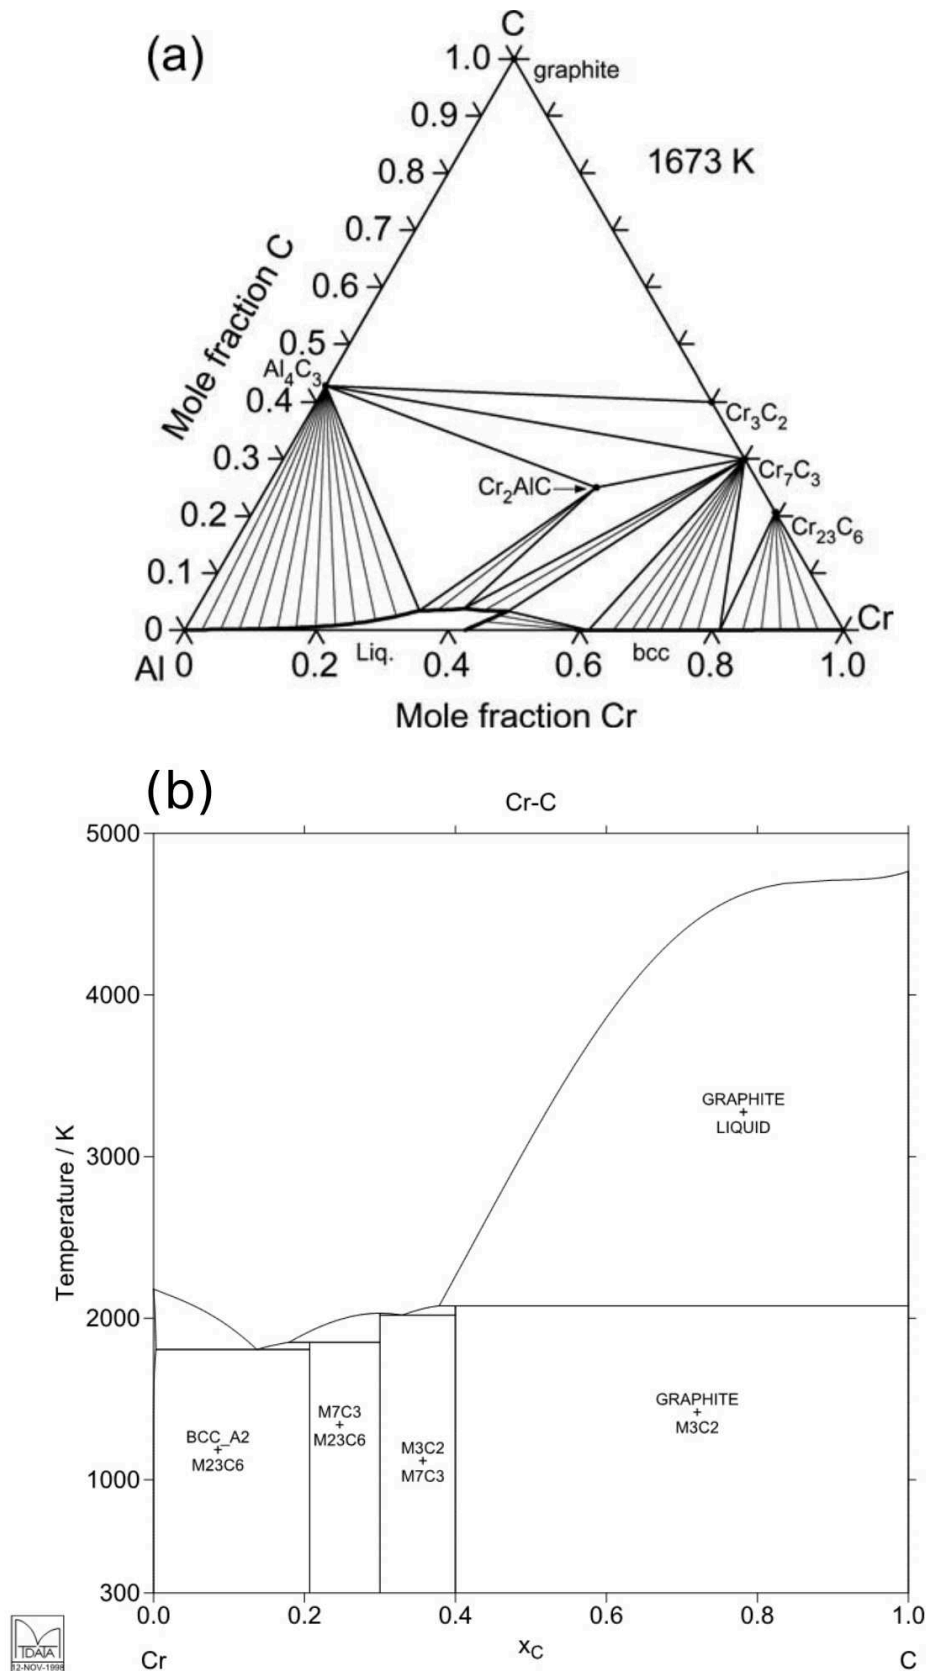 (a)
C
1.0
graphite
0.9
1673 K
0.8
0.7
Mole fraction C
0.6
0.5
Al4C3
0.4
Cr3C2
0.3
Cr7C3
Cr2AlC
0.2
Cr23C6
0.1
0
Cr
Al
0
0.2
Liq.
0.4
0.6
bcc
0.8
1.0
Mole fraction Cr
(b)
Cr-C
5000
4000
3000
2000
1000
300
Temperature / K
GRAPHITE
+
LIQUID
BCC_A2
+
M23C6
M7C3
+
M23C6
M3C2
+
M7C3
GRAPHITE
+
M3C2
0.0
0.2
0.4
0.6
0.8
1.0
Cr
xC
C
TDATA
12-NOV-1998